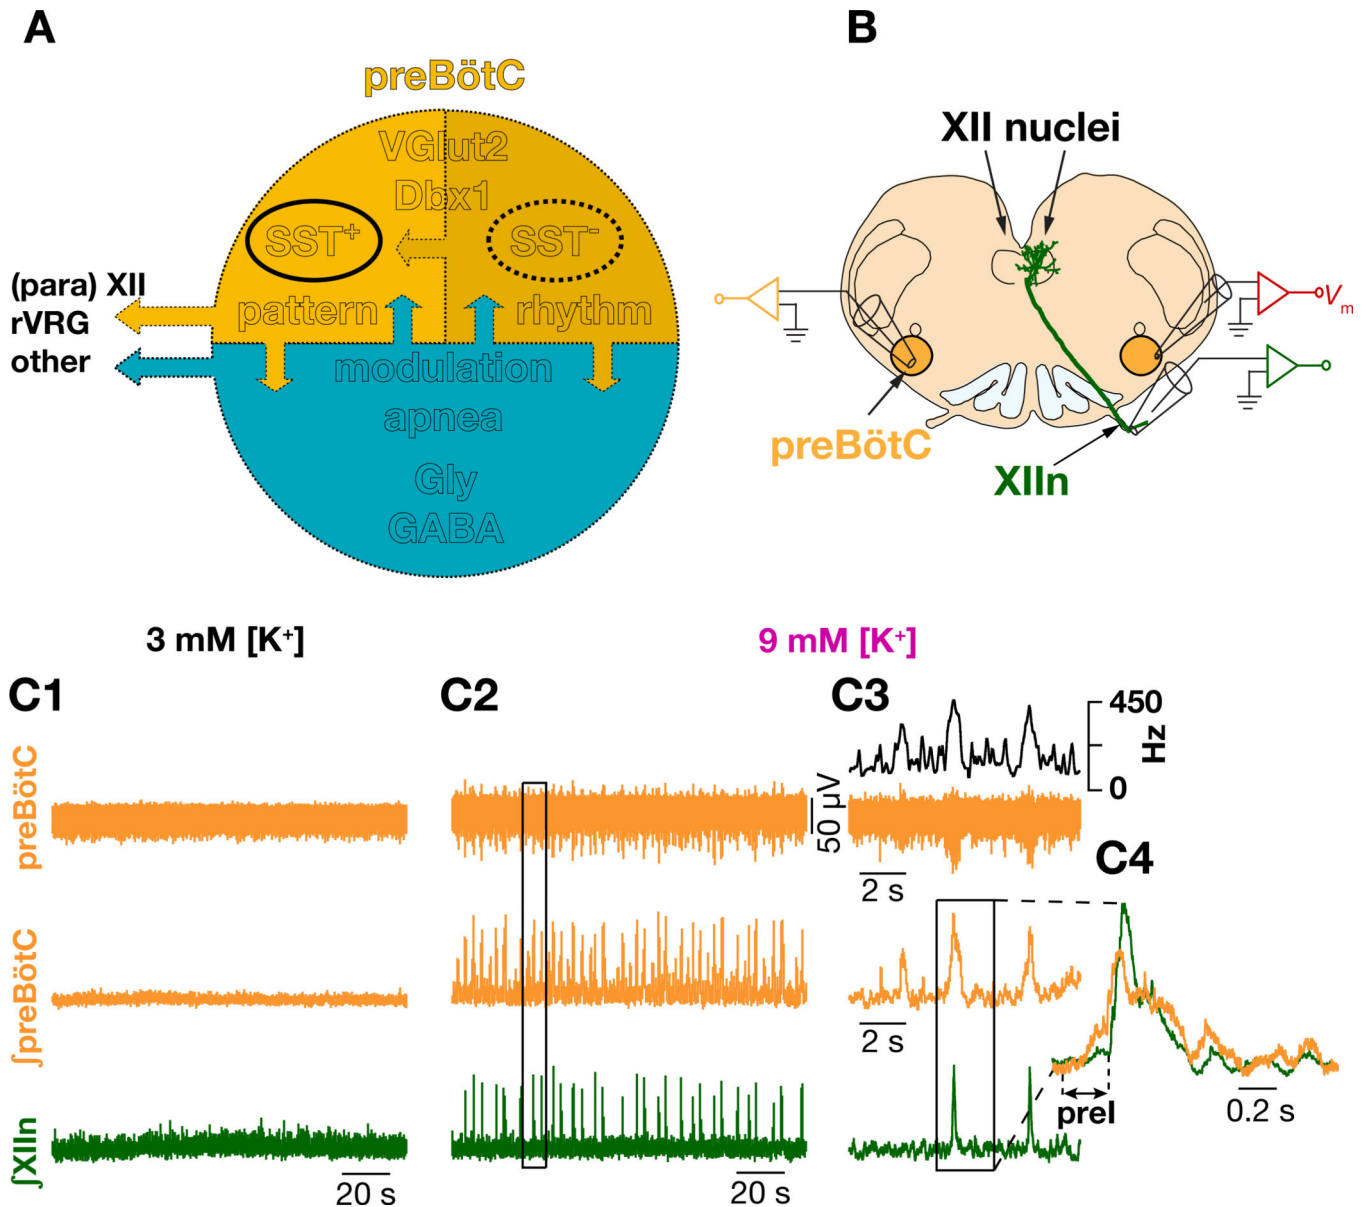 A
preBötC
VGlut2
Dbx1
SST+
SST-
(para) XII
rVRG
other
pattern
rhythm
modulation
apnea
Gly
GABA
B
XII nuclei
Vm
preBötC
XIIn
3 mM [K+]
9 mM [K+]
C1
preBötC
∫preBötC
∫XIIn
20 s
C2
50 µV
20 s
C3
450
Hz
0
2 s
2 s
C4
preI
0.2 s